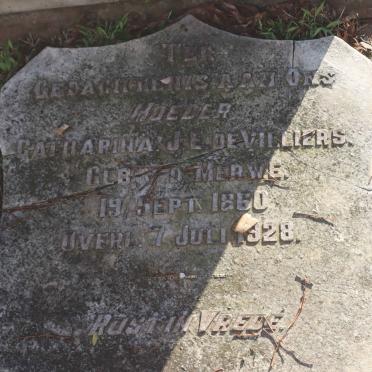 TER
GEDACHTENIS AAN ONS
MOEDER
CATHARINA J. E. DE VILLIERS.
GEB: V. D. MERWE.
19 SEPT 1860
OVERL 7 JULI 1928.
RUST IN VREDE.